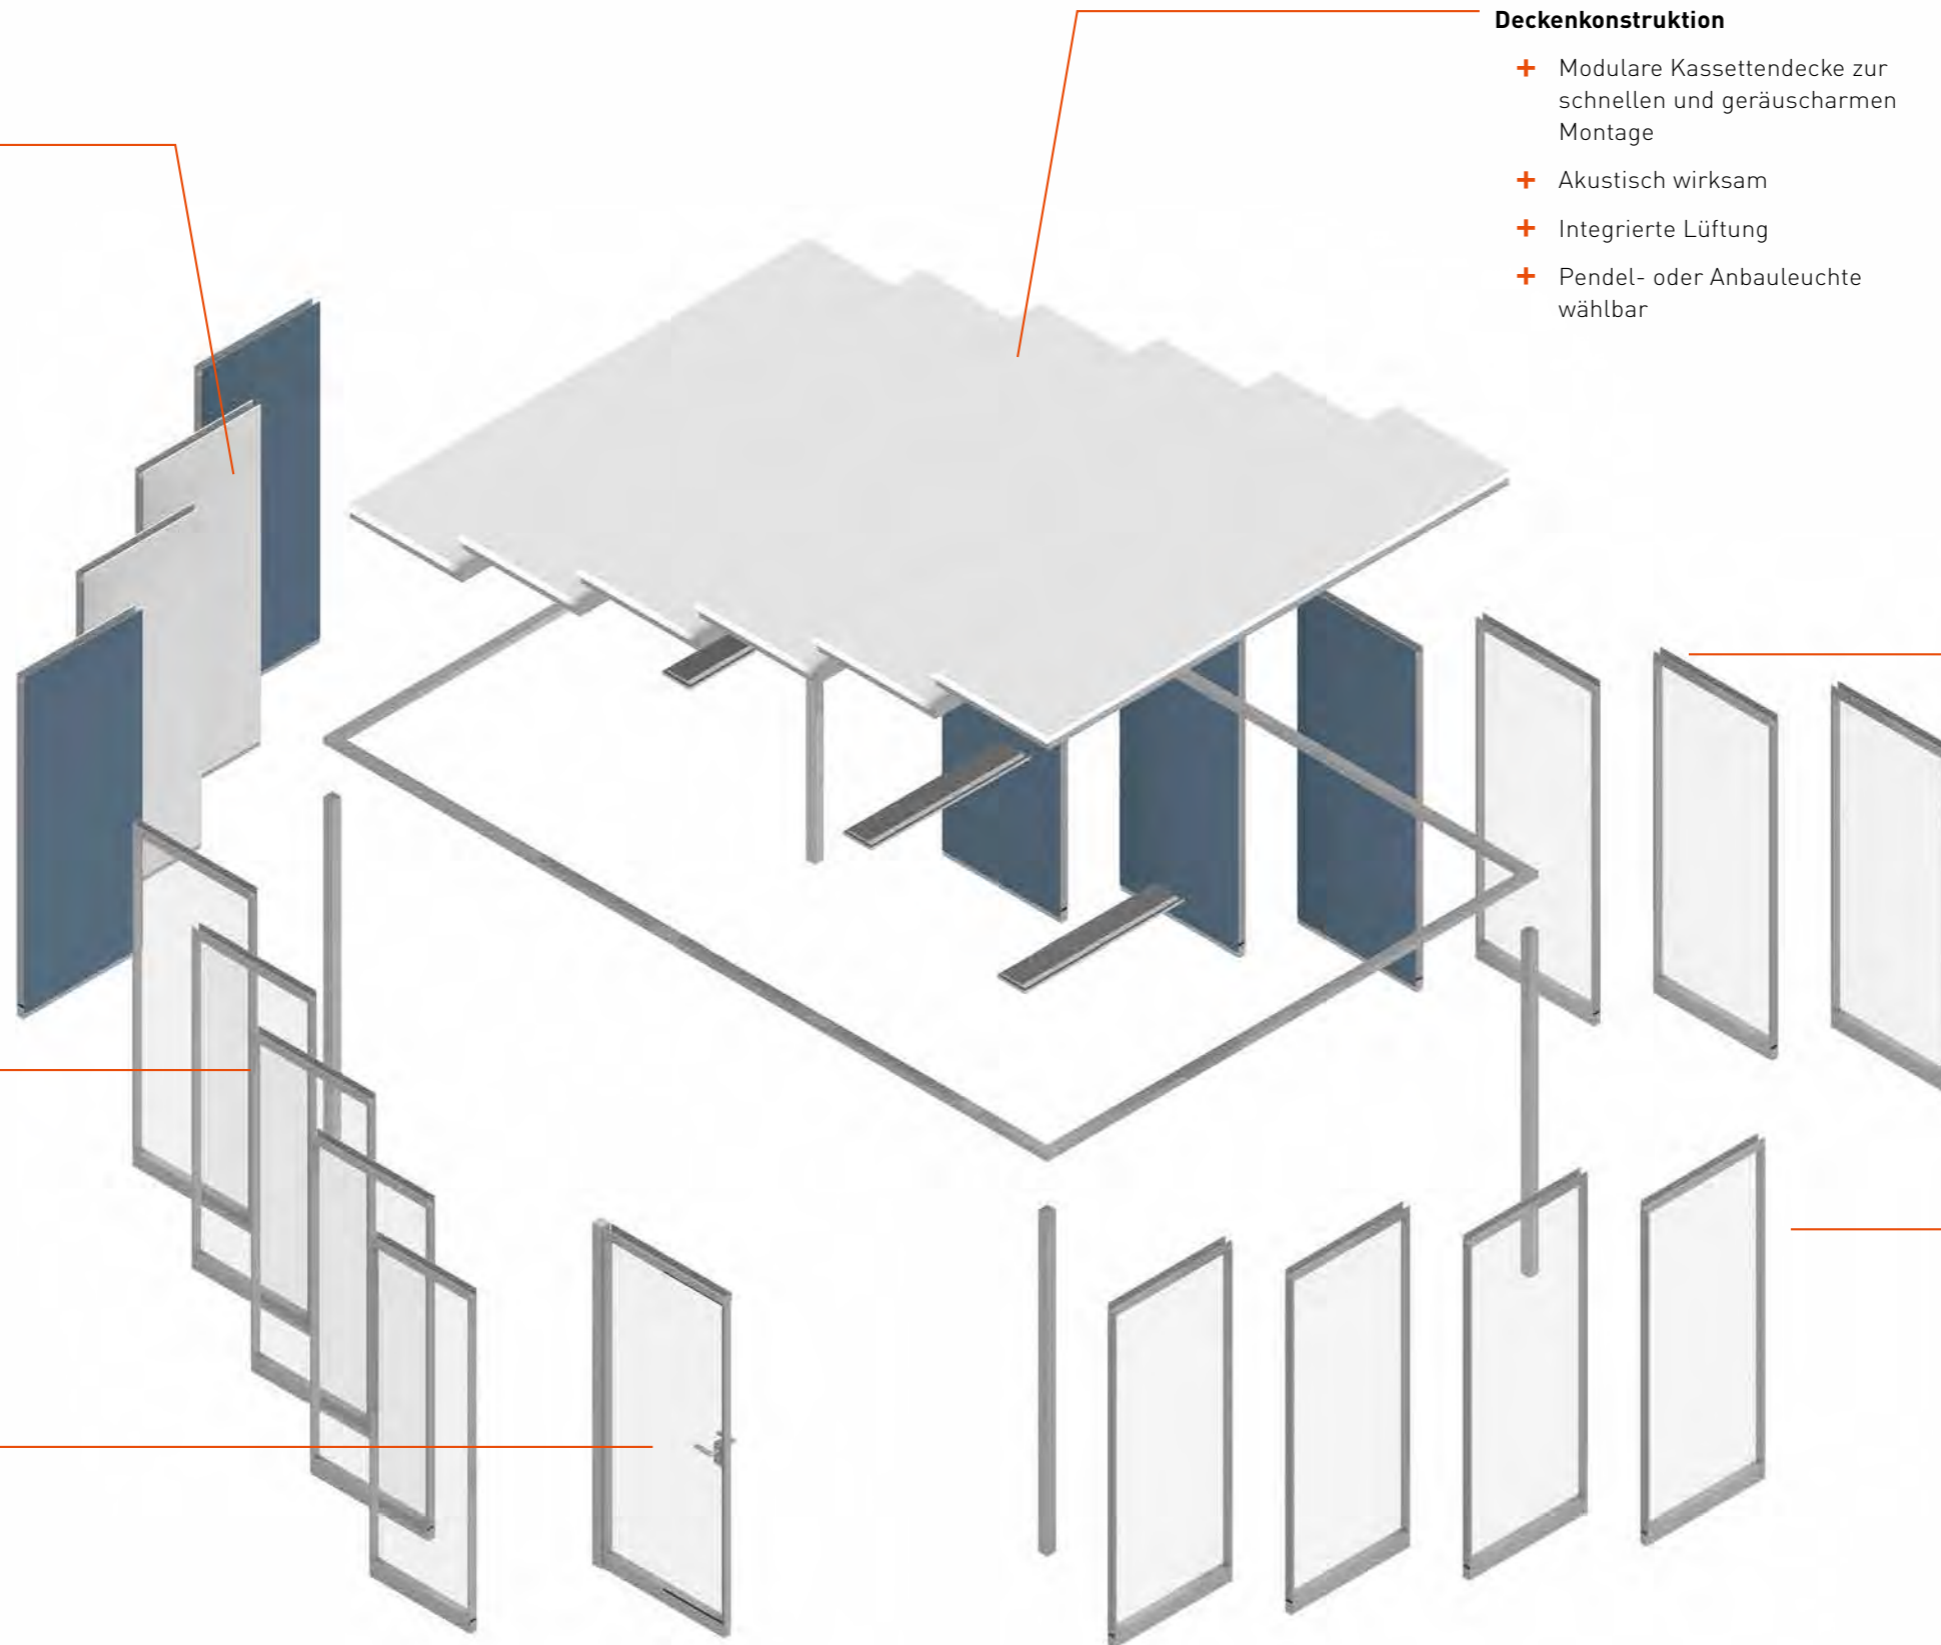 Deckenkonstruktion
+ Modulare Kassettendecke zur
schnellen und geräuscharmen
Montage
+ Akustisch wirksam
+ Integrierte Lüftung
+ Pendel- oder Anbauleuchte
wählbar